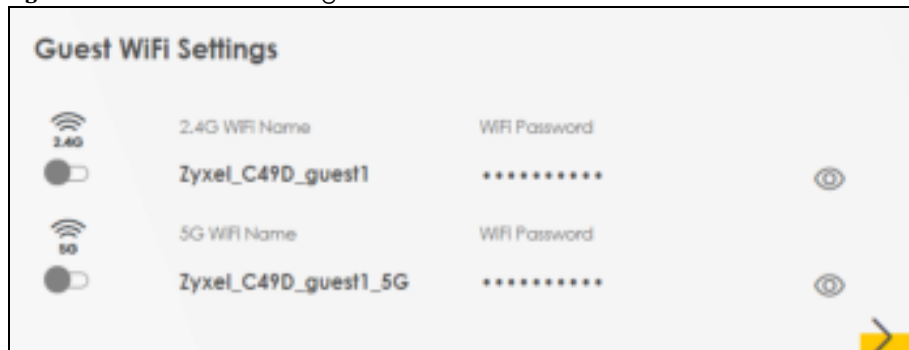 Guest WiFi Settings
2.4G WiFi Name WiFi Password
2.4G
Zyxel_C49D_guest1 ••••••••••
5G WiFi Name WiFi Password
5G
Zyxel_C49D_guest1_5G ••••••••••